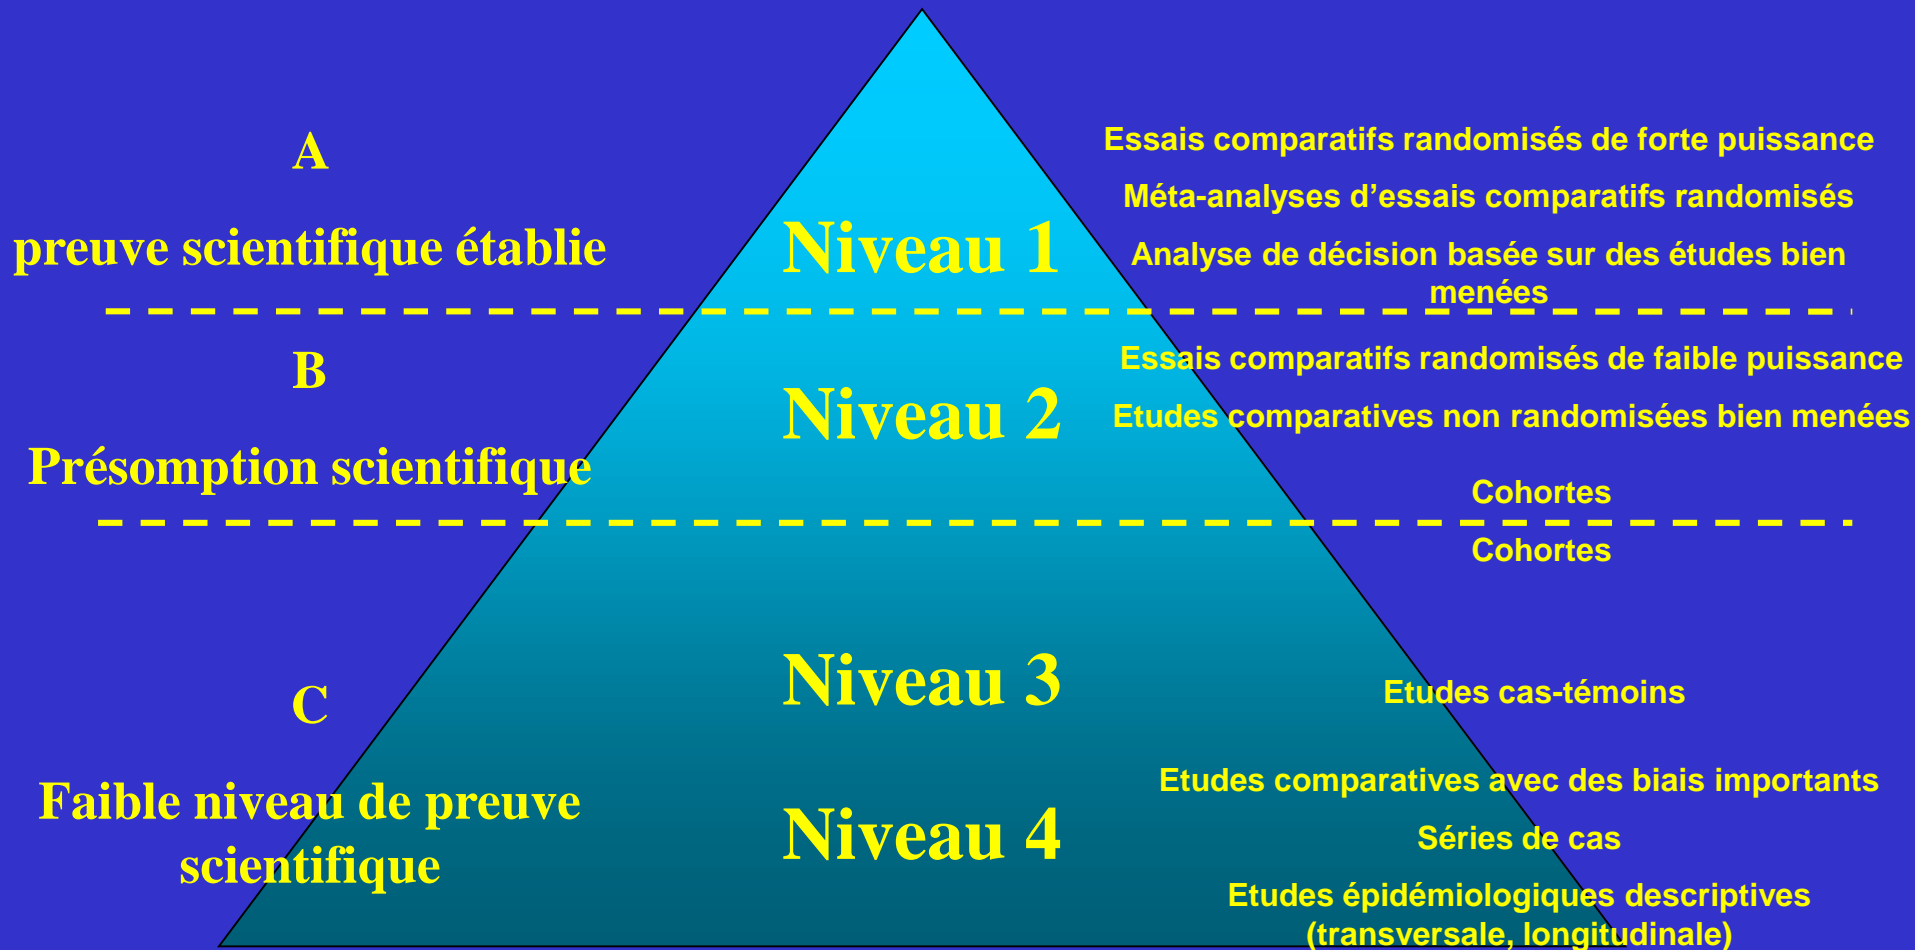 A
preuve scientifique établie
Niveau 1
Essais comparatifs randomisés de forte puissance
Méta-analyses d’essais comparatifs randomisés
Analyse de décision basée sur des études bien
menées
B
Présomption scientifique
Niveau 2
Essais comparatifs randomisés de faible puissance
Etudes comparatives non randomisées bien menées
Cohortes
Cohortes
C
Faible niveau de preuve
scientifique
Niveau 3
Etudes cas-témoins
Niveau 4
Etudes comparatives avec des biais importants
Séries de cas
Etudes épidémiologiques descriptives
(transversale, longitudinale)